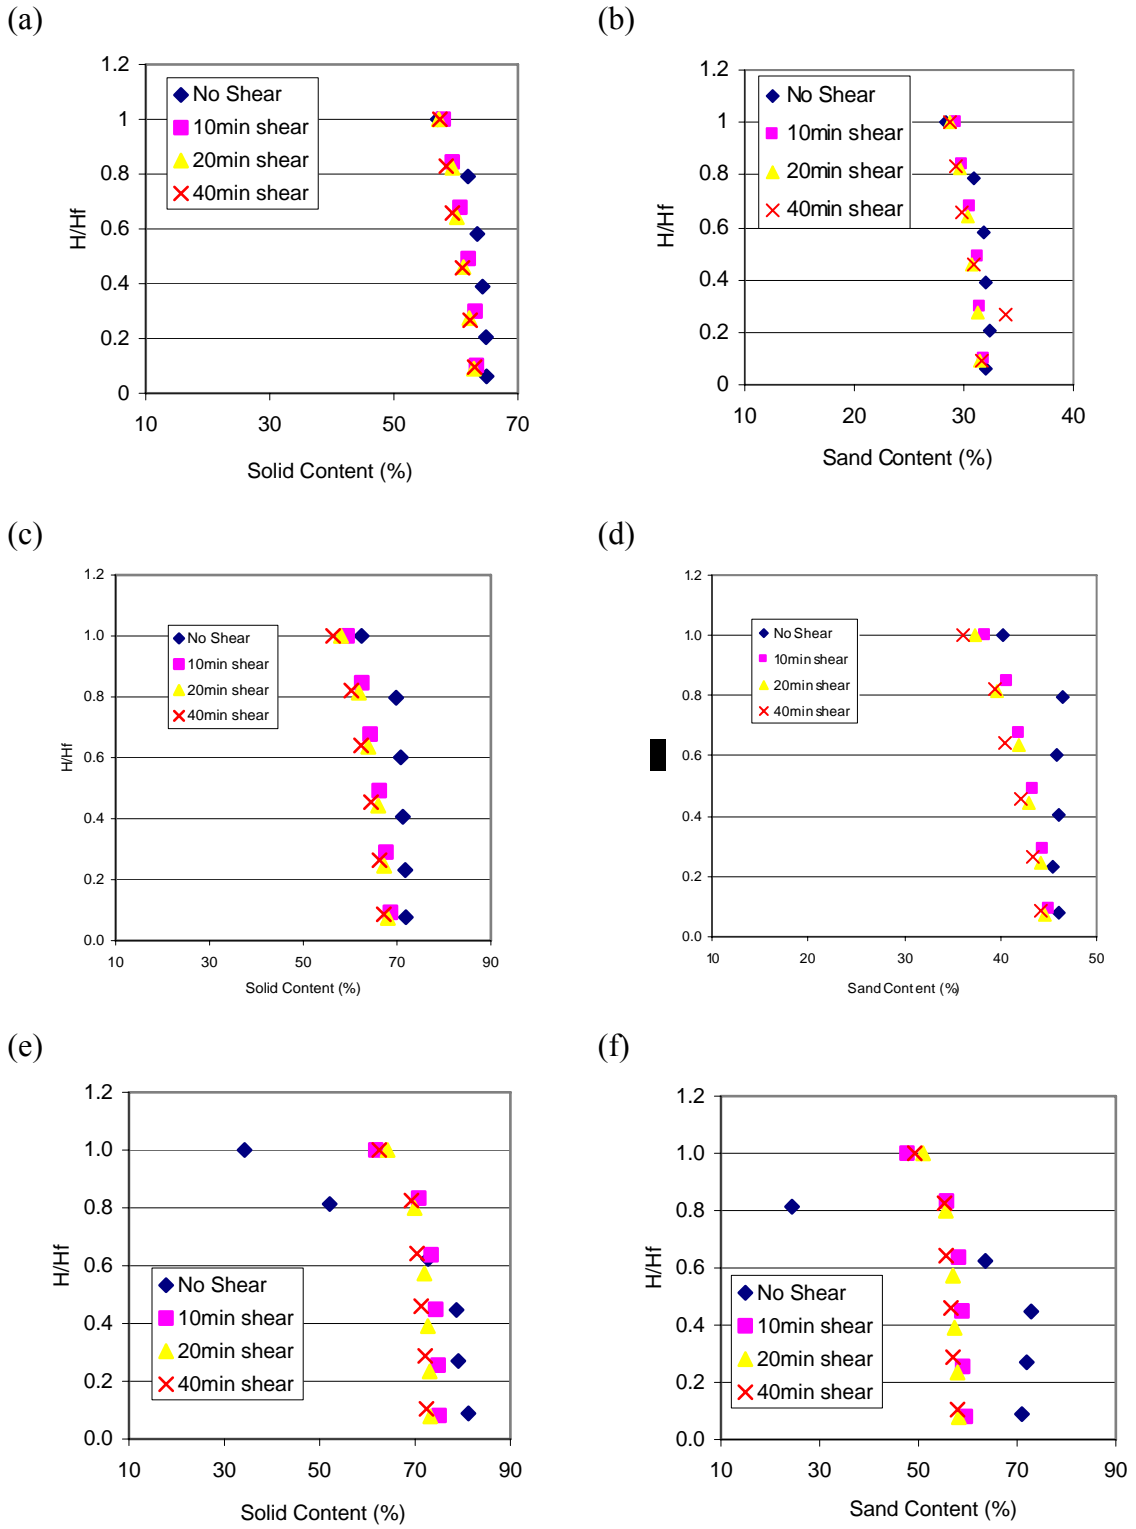 (a)
1.2
1
0.8
0.6
0.4
0.2
0
H/Hf
No Shear
10min shear
20min shear
40min shear
10 30 50 70
Solid Content (%)
(b)
1.2
1
0.8
0.6
0.4
0.2
0
H/Hf
No Shear
10min shear
20min shear
40min shear
10 20 30 40
Sand Content (%)
(c)
1.2
1.0
0.8
0.6
0.4
0.2
0.0
H/Hf
No Shear
10min shear
20min shear
40min shear
10 30 50 70 90
Solid Content (%)
(d)
1.2
1.0
0.8
0.6
0.4
0.2
0.0
No Shear
10min shear
20min shear
40min shear
10 20 30 40 50
Sand Content (%)
(e)
1.2
1.0
0.8
0.6
0.4
0.2
0.0
H/Hf
No Shear
10min shear
20min shear
40min shear
10 30 50 70 90
Solid Content (%)
(f)
1.2
1.0
0.8
0.6
0.4
0.2
0.0
H/Hf
No Shear
10min shear
20min shear
40min shear
10 30 50 70 90
Sand Content (%)